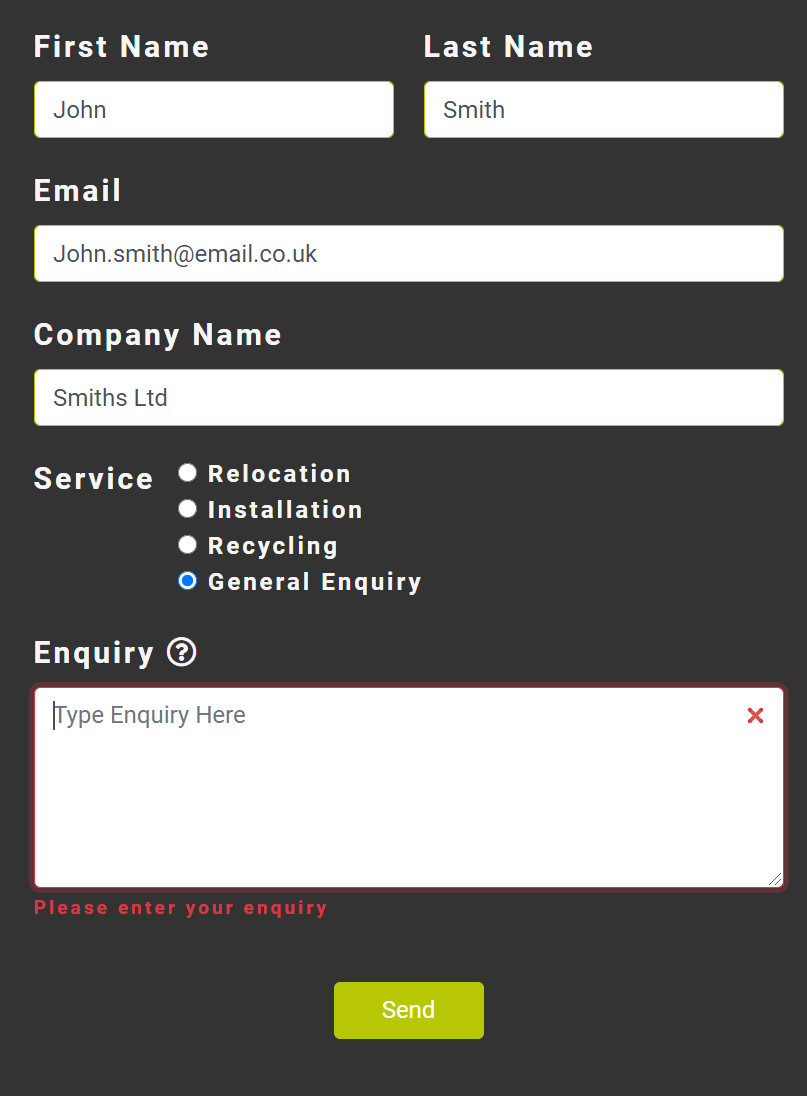 First Name Last Name
John Smith
Email
John.smith@email.co.uk
Company Name
Smiths Ltd
Service
Relocation
Installation
Recycling
General Enquiry
Enquiry ?
Type Enquiry Here
Please enter your enquiry
Send